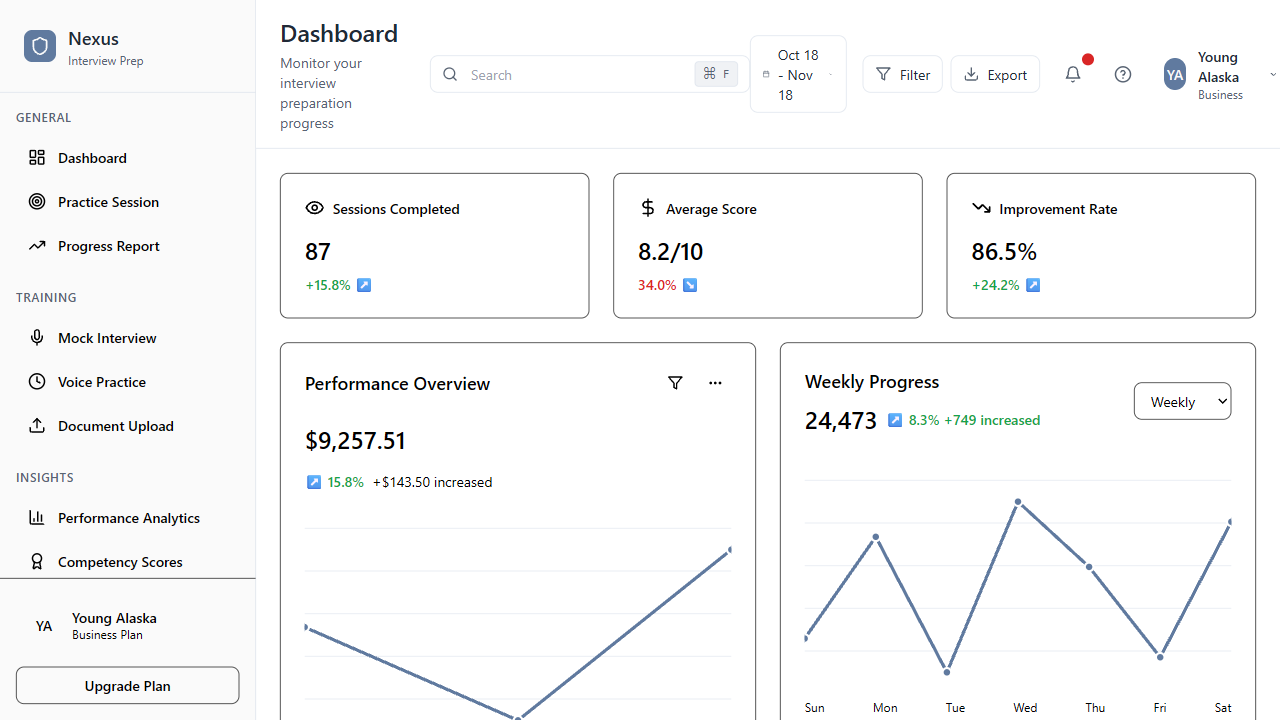 Nexus
Interview Prep
GENERAL
Dashboard
Practice Session
Progress Report
TRAINING
Mock Interview
Voice Practice
Document Upload
INSIGHTS
Performance Analytics
Competency Scores
YA
Young Alaska
Business Plan
Upgrade Plan
Dashboard
Monitor your
interview
preparation
progress
Search ⌘ F
Oct 18
- Nov
18
Filter
Export
YA
Young
Alaska
Business
Sessions Completed
87
+15.8% ↗
Average Score
8.2/10
34.0% ↘
Improvement Rate
86.5%
+24.2% ↗
Performance Overview
$9,257.51
↗ 15.8% +$143.50 increased
Weekly Progress
24,473 ↗ 8.3% +749 increased
Weekly
Sun Mon Tue Wed Thu Fri Sat